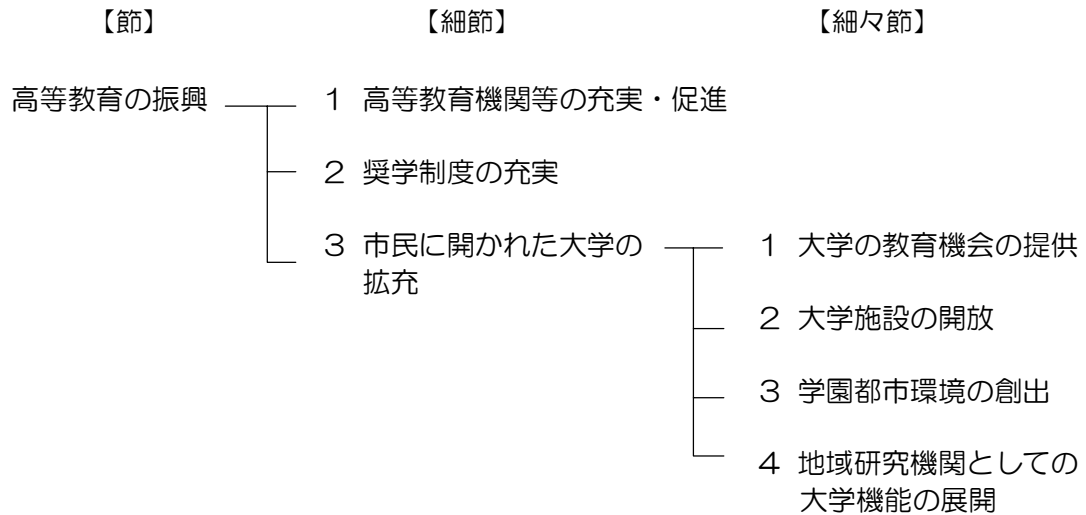 【節】 【細節】 【細々節】
高等教育の振興 1 高等教育機関等の充実・促進
2 奨学制度の充実
3 市民に開かれた大学の 1 大学の教育機会の提供
拡充
2 大学施設の開放
3 学園都市環境の創出
4 地域研究機関としての
大学機能の展開